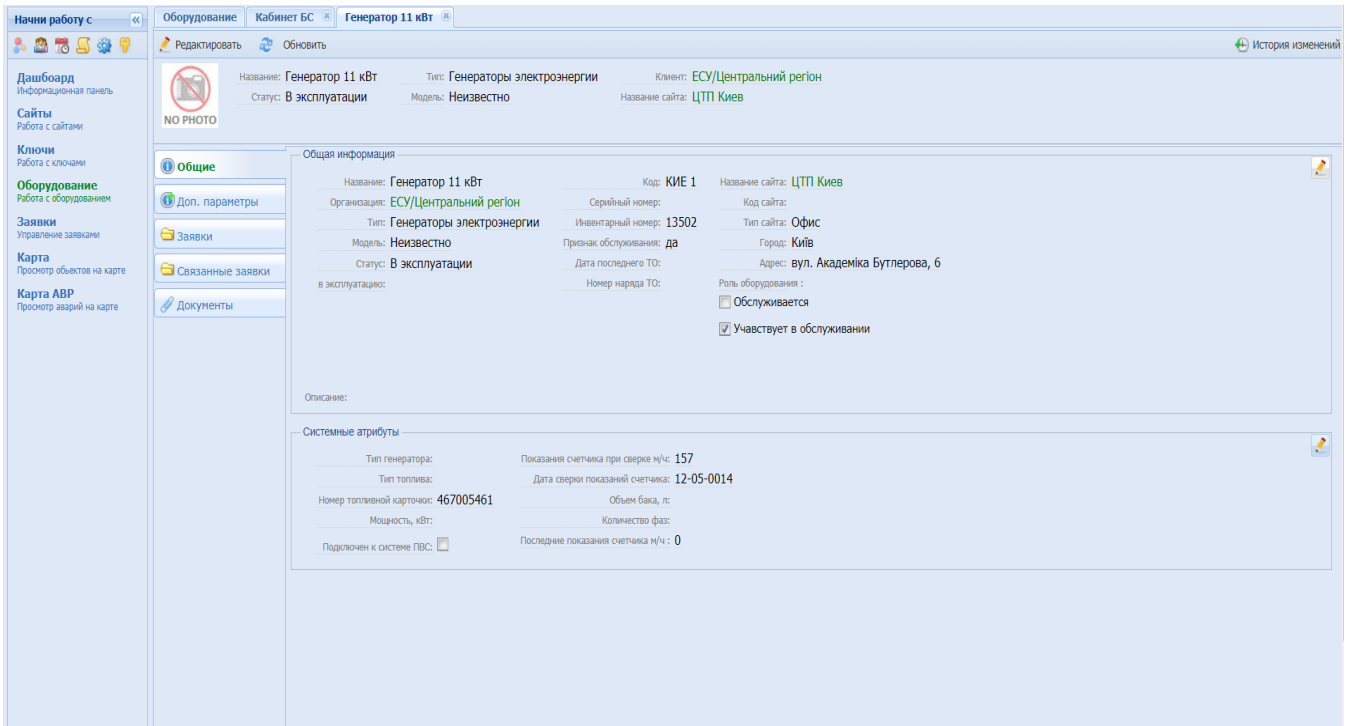 Начни работу с
Дашбоард
Информационная панель
Сайты
Работа с сайтами
Ключи
Работа с ключами
Оборудование
Работа с оборудованием
Заявки
Управление заявками
Карта
Просмотр обьектов на карте
Карта АВР
Просмотр аварий на карте
Оборудование Кабинет БС Генератор 11 кВт
Редактировать Обновить История изменений
NO PHOTO
Название: Генератор 11 кВт Тип: Генераторы электроэнергии Клиент: ЕСУ/Центральний регіон
Статус: В эксплуатации Модель: Неизвестно Название сайта: ЦТП Киев
Общие
Доп. параметры
Заявки
Связанные заявки
Документы
Общая информация
Название: Генератор 11 кВт Код: КИЕ 1 Название сайта: ЦТП Киев
Организация: ЕСУ/Центральний регіон Серийный номер: Код сайта:
Тип: Генераторы электроэнергии Инвентарный номер: 13502 Тип сайта: Офис
Модель: Неизвестно Признак обслуживания: да Город: Київ
Статус: В эксплуатации Дата последнего ТО: Адрес: вул. Академіка Бутлерова, 6
в эксплуатацию: Номер наряда ТО: Роль оборудования :
Обслуживается
Учавствует в обслуживании
Описание:
Системные атрибуты
Тип генератора: Показания счетчика при сверке м/ч: 157
Тип топлива: Дата сверки показаний счетчика: 12-05-0014
Номер топливной карточки: 467005461 Объем бака, л:
Мощность, кВт: Количество фаз:
Подключен к системе ПВС: Последние показания счетчика м/ч : 0